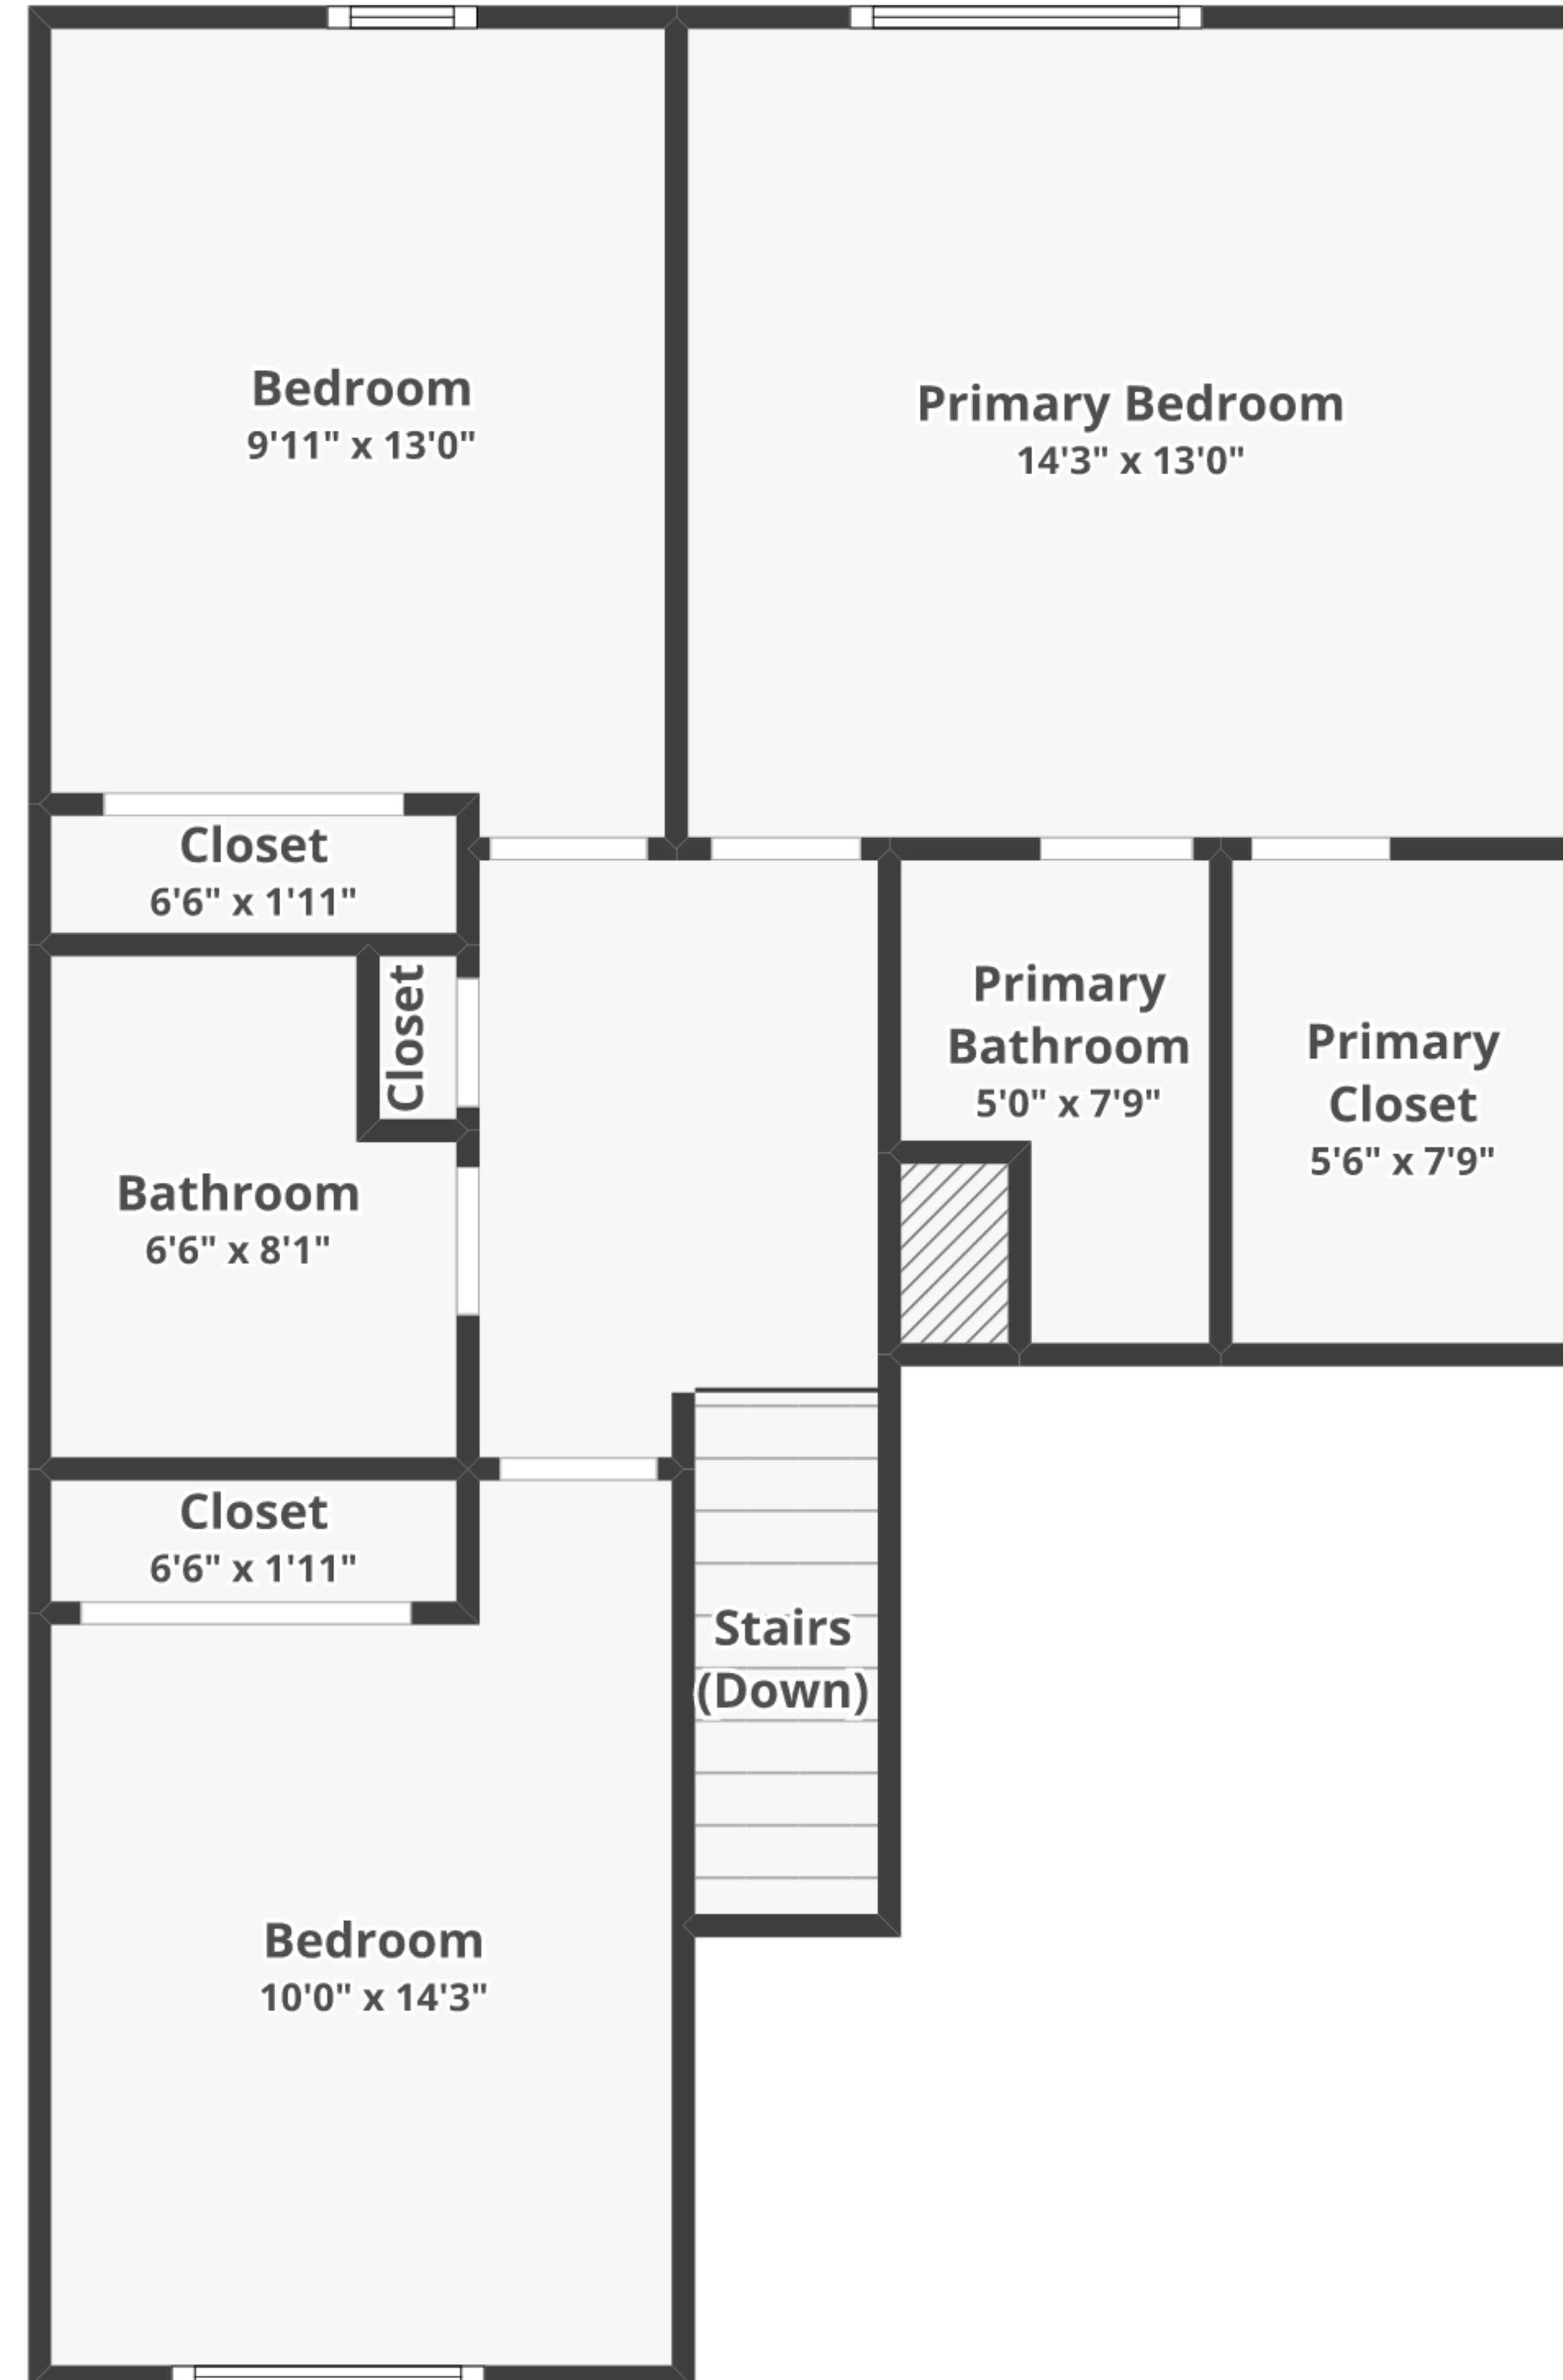 Bedroom
9'11" x 13'0"
Primary Bedroom
14'3" x 13'0"
Closet
6'6" x 1'11"
Closet
Primary
Bathroom
5'0" x 7'9"
Primary
Closet
5'6" x 7'9"
Bathroom
6'6" x 8'1"
Closet
6'6" x 1'11"
Stairs
(Down)
Bedroom
10'0" x 14'3"